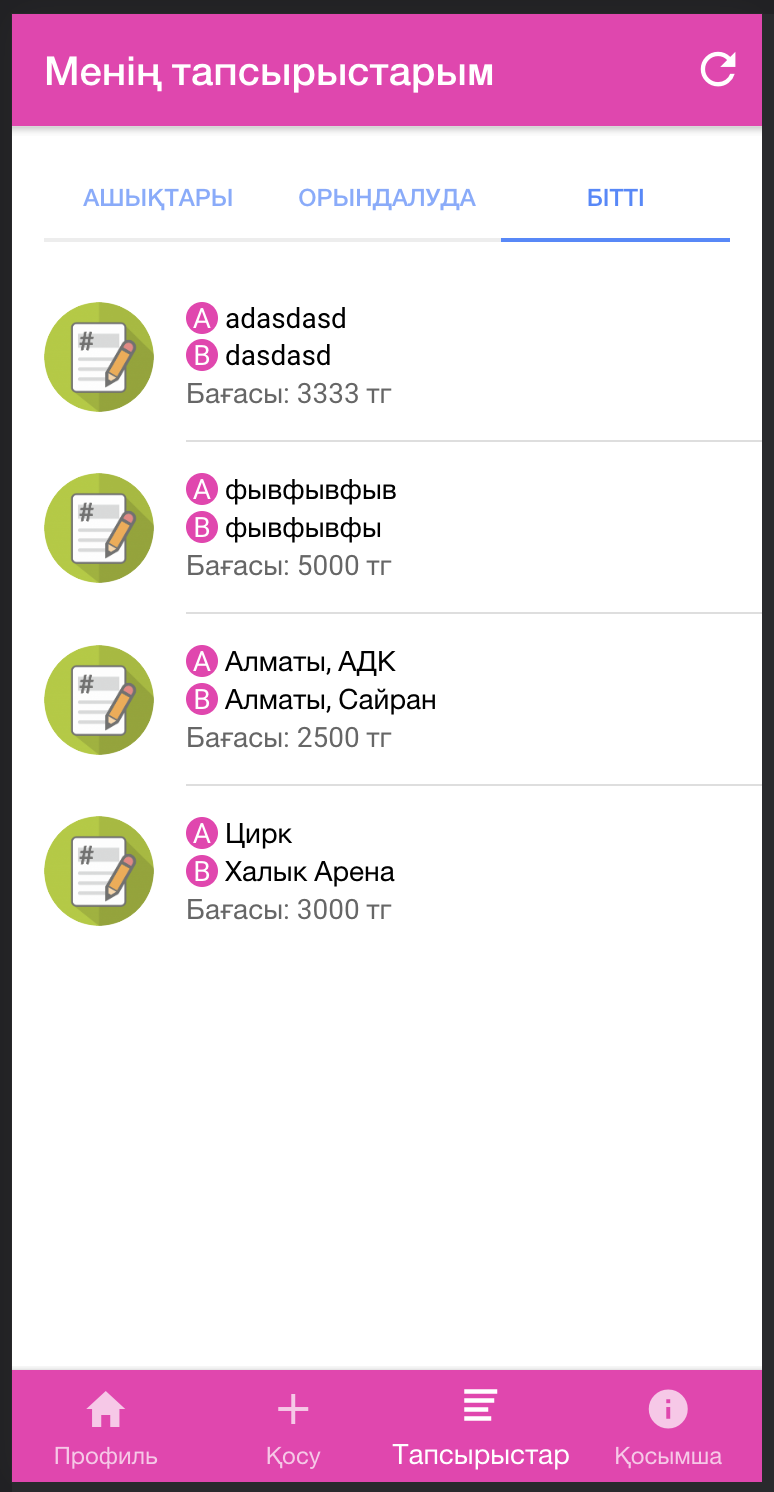 Менің тапсырыстарым
АШЫҚТАРЫ ОРЫНДАЛУДА БІТТІ
A adasdasd
B dasdasd
Бағасы: 3333 тг
A фывфывфыв
B фывфывфы
Бағасы: 5000 тг
A Алматы, АДК
B Алматы, Сайран
Бағасы: 2500 тг
A Цирк
B Халык Арена
Бағасы: 3000 тг
Профиль Қосу Тапсырыстар Қосымша